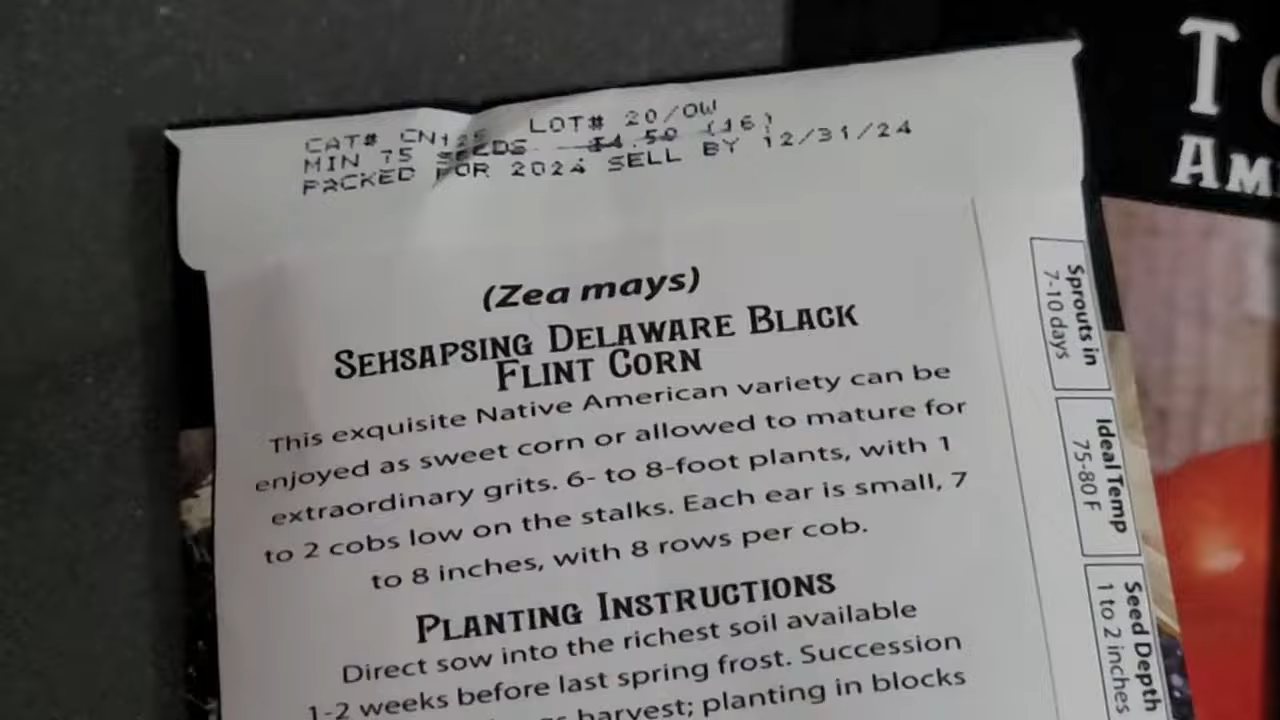 CAT# CN125 LOT# 20/OW
MIN 75 SEEDS $4.50 (16)
PACKED FOR 2024 SELL BY 12/31/24
(Zea mays)
SEHSAPSING DELAWARE BLACK
FLINT CORN
This exquisite Native American variety can be
enjoyed as sweet corn or allowed to mature for
extraordinary grits. 6- to 8-foot plants, with 1
to 2 cobs low on the stalks. Each ear is small, 7
to 8 inches, with 8 rows per cob.
PLANTING INSTRUCTIONS
Direct sow into the richest soil available
1-2 weeks before last spring frost. Succession
harvest; planting in blocks
Sprouts in
7-10 days
Ideal Temp
75-80 F
Seed Depth
1 to 2 inches